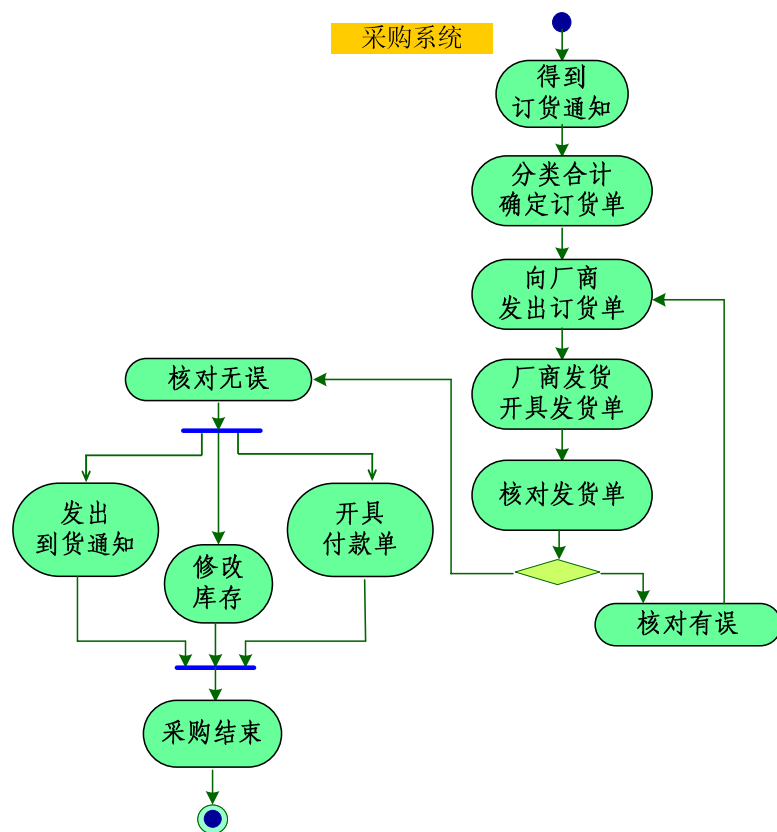 采购系统
得到
订货通知
分类合计
确定订货单
向厂商
发出订货单
厂商发货
开具发货单
核对无误
核对发货单
发出
到货通知
开具
付款单
修改
库存
核对有误
采购结束